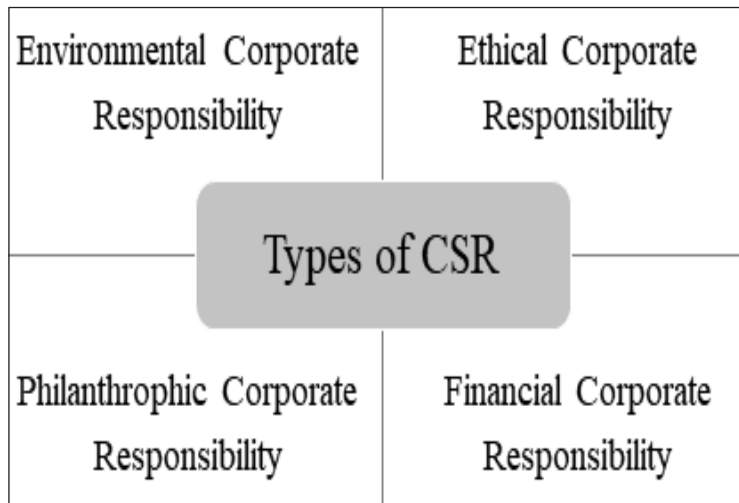 Environmental Corporate
Responsibility
Ethical Corporate
Responsibility
Types of CSR
Philanthrophic Corporate
Responsibility
Financial Corporate
Responsibility